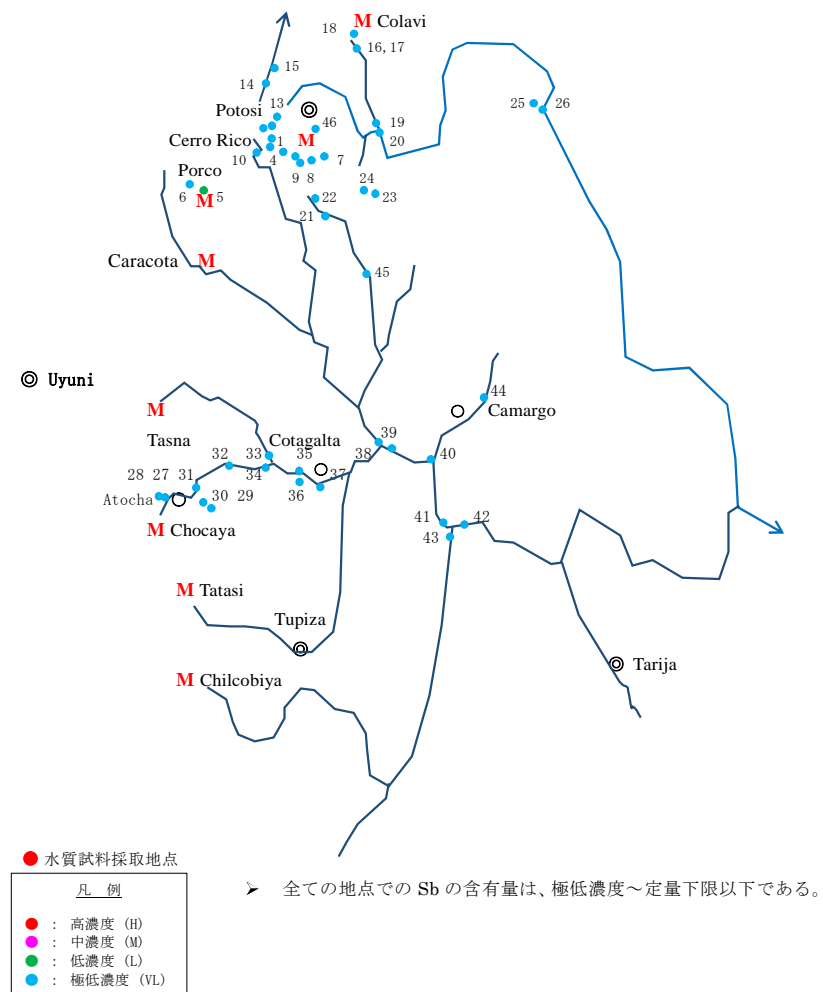 18 M Colavi
16,17
15
14
13
Potosi
46
25 26
19
20
Cerro Rico 1 M
10 4 7
9 8
Porco
24
6 5 23
M
22
21
Caracota M
45
◎ Uyuni
M
44
Camargo
Tasna Cotagalta
39
38
32 33 35
40
28 27 31 34
37
36
Atocha 30 29
M Chocaya
41 42
43
M Tatasi
Tupiza
Tarija
M Chilcobiya
● 水質試料採取地点
凡 例
● : 高濃度 (H)
● : 中濃度 (M)
● : 低濃度 (L)
● : 極低濃度 (VL)
➢ 全ての地点での Sb の含有量は、極低濃度～定量下限以下である。